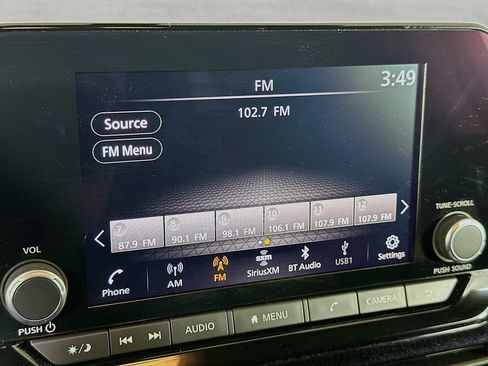 FM
3:49
102.7 FM
Source
FM Menu
7 8 9 10 11 12
87.9 FM 90.1 FM 98.1 FM 106.1 FM 107.9 FM 107.9 FM
Phone AM FM SiriusXM BT Audio USB1 Settings
sxm
VOL
PUSH
TUNE·SCROLL
PUSH SOUND
AUDIO MENU CAMERA